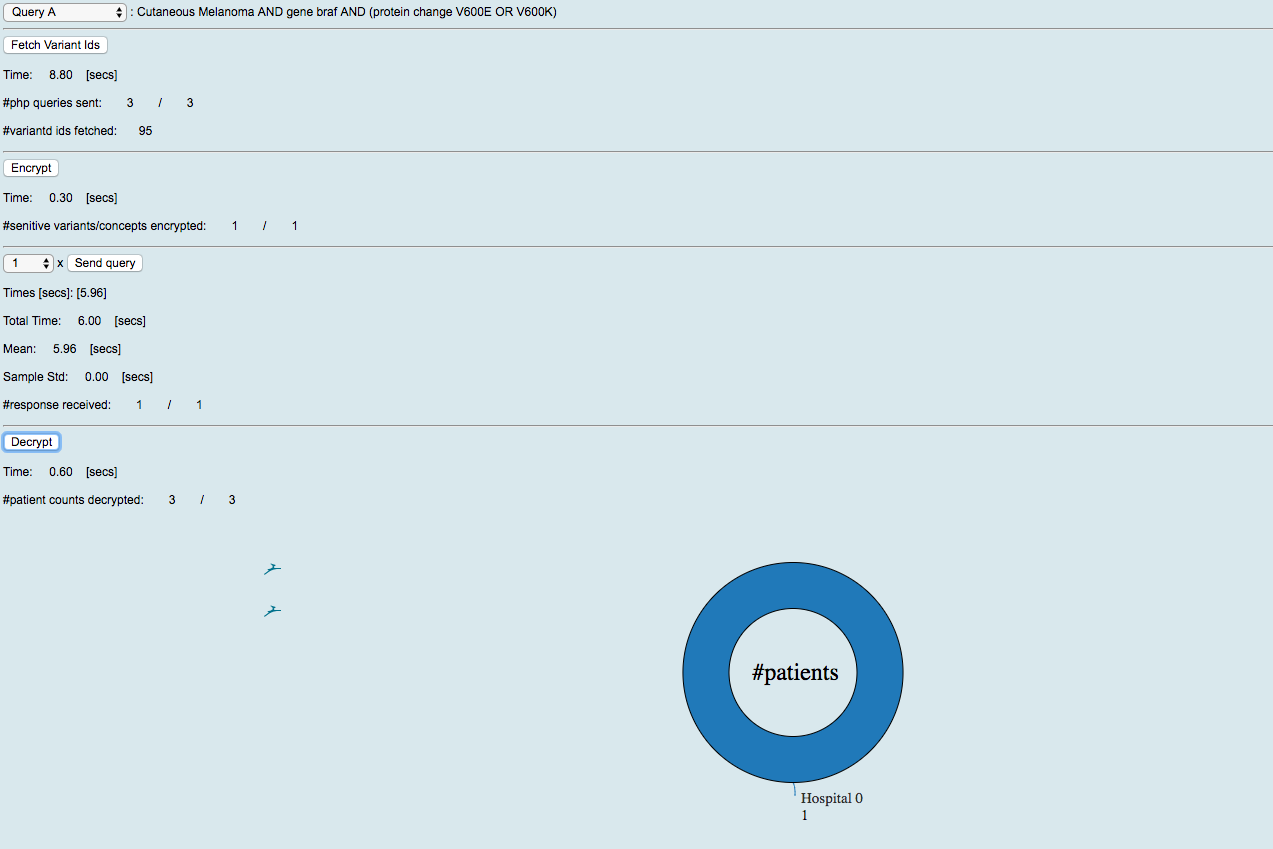 Query A : Cutaneous Melanoma AND gene braf AND (protein change V600E OR V600K)
Fetch Variant Ids
Time: 8.80 [secs]
#php queries sent: 3 / 3
#variantd ids fetched: 95
Encrypt
Time: 0.30 [secs]
#senitive variants/concepts encrypted: 1 / 1
1 x Send query
Times [secs]: [5.96]
Total Time: 6.00 [secs]
Mean: 5.96 [secs]
Sample Std: 0.00 [secs]
#response received: 1 / 1
Decrypt
Time: 0.60 [secs]
#patient counts decrypted: 3 / 3
#patients
Hospital 0
1